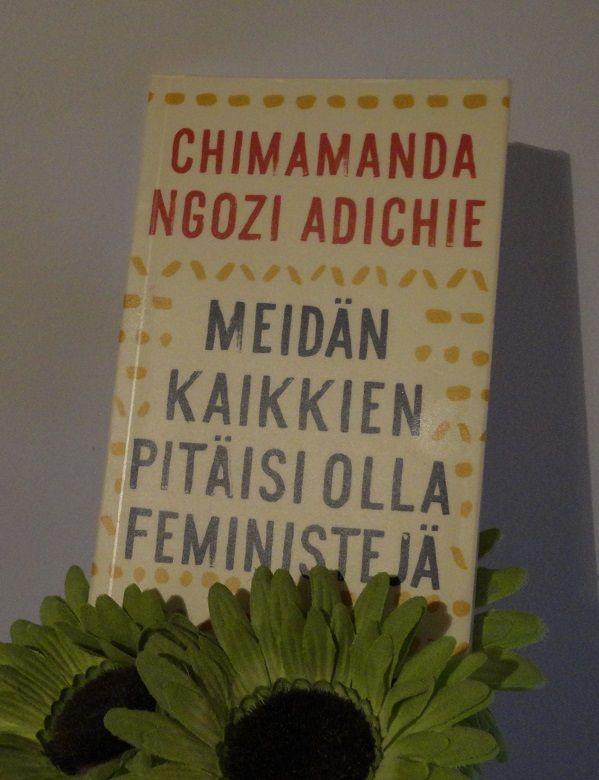 CHIMAMANDA
NGOZI ADICHIE
MEIDÄN
KAIKKIEN
PITÄISI OLLA
FEMINISTEJÄ